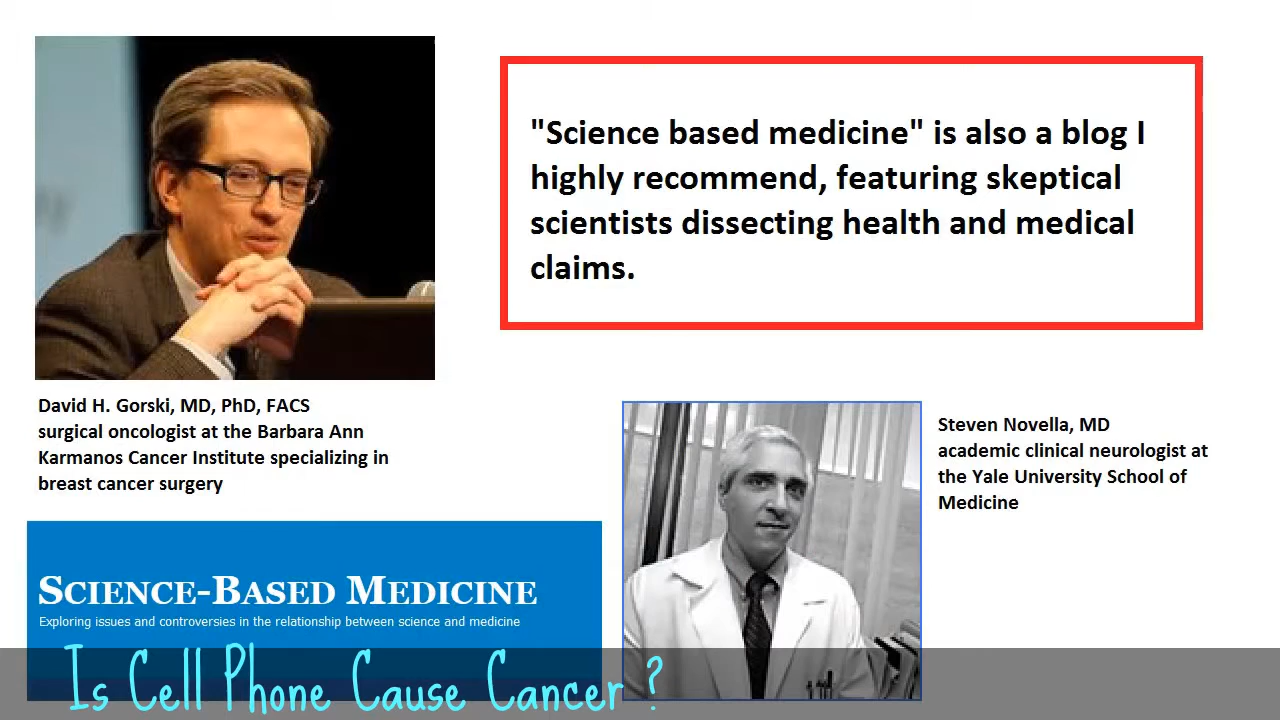 "Science based medicine" is also a blog I
highly recommend, featuring skeptical
scientists dissecting health and medical
claims.
David H. Gorski, MD, PhD, FACS
surgical oncologist at the Barbara Ann
Karmanos Cancer Institute specializing in
breast cancer surgery
Steven Novella, MD
academic clinical neurologist at
the Yale University School of
Medicine
SCIENCE-BASED MEDICINE
Exploring issues and controversies in the relationship between science and medicine
Is Cell Phone Cause Cancer ?